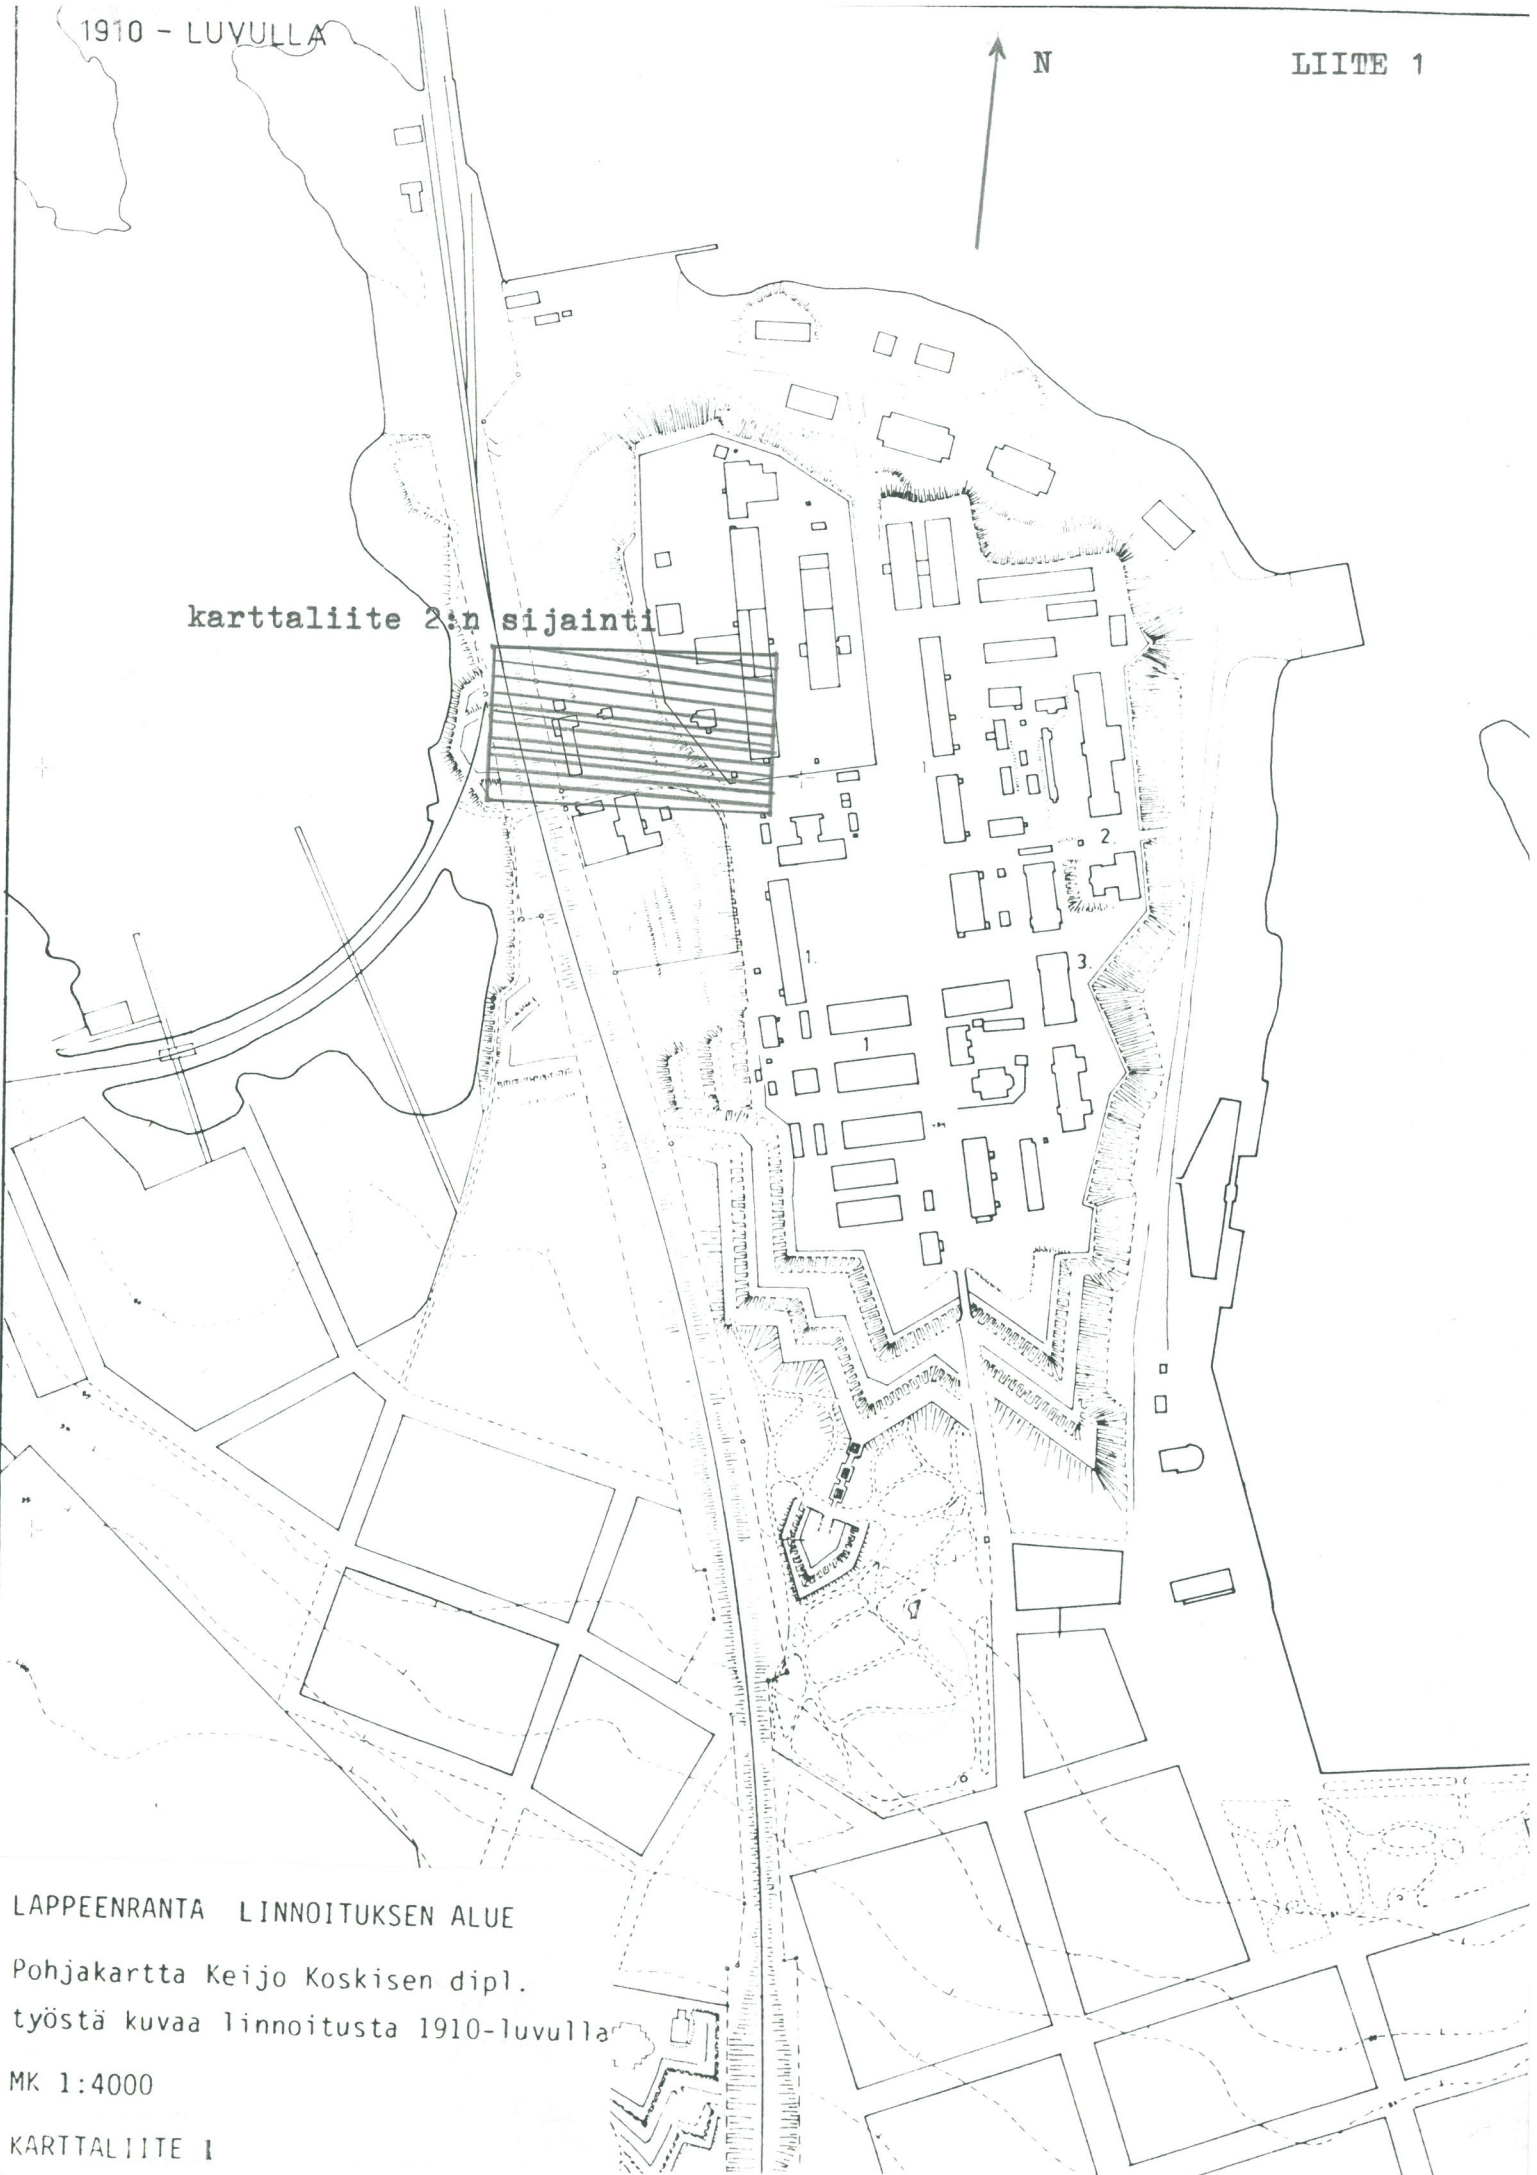 1910 - LUVULLA
N
LIITE 1
karttaliite 2:n sijainti
2.
1.
3.
1
LAPPEENRANTA LINNOITUKSEN ALUE
Pohjakartta Keijo Koskisen dipl.
työstä kuvaa linnoitusta 1910-luvulla
MK 1:4000
KARTTALIITE 1